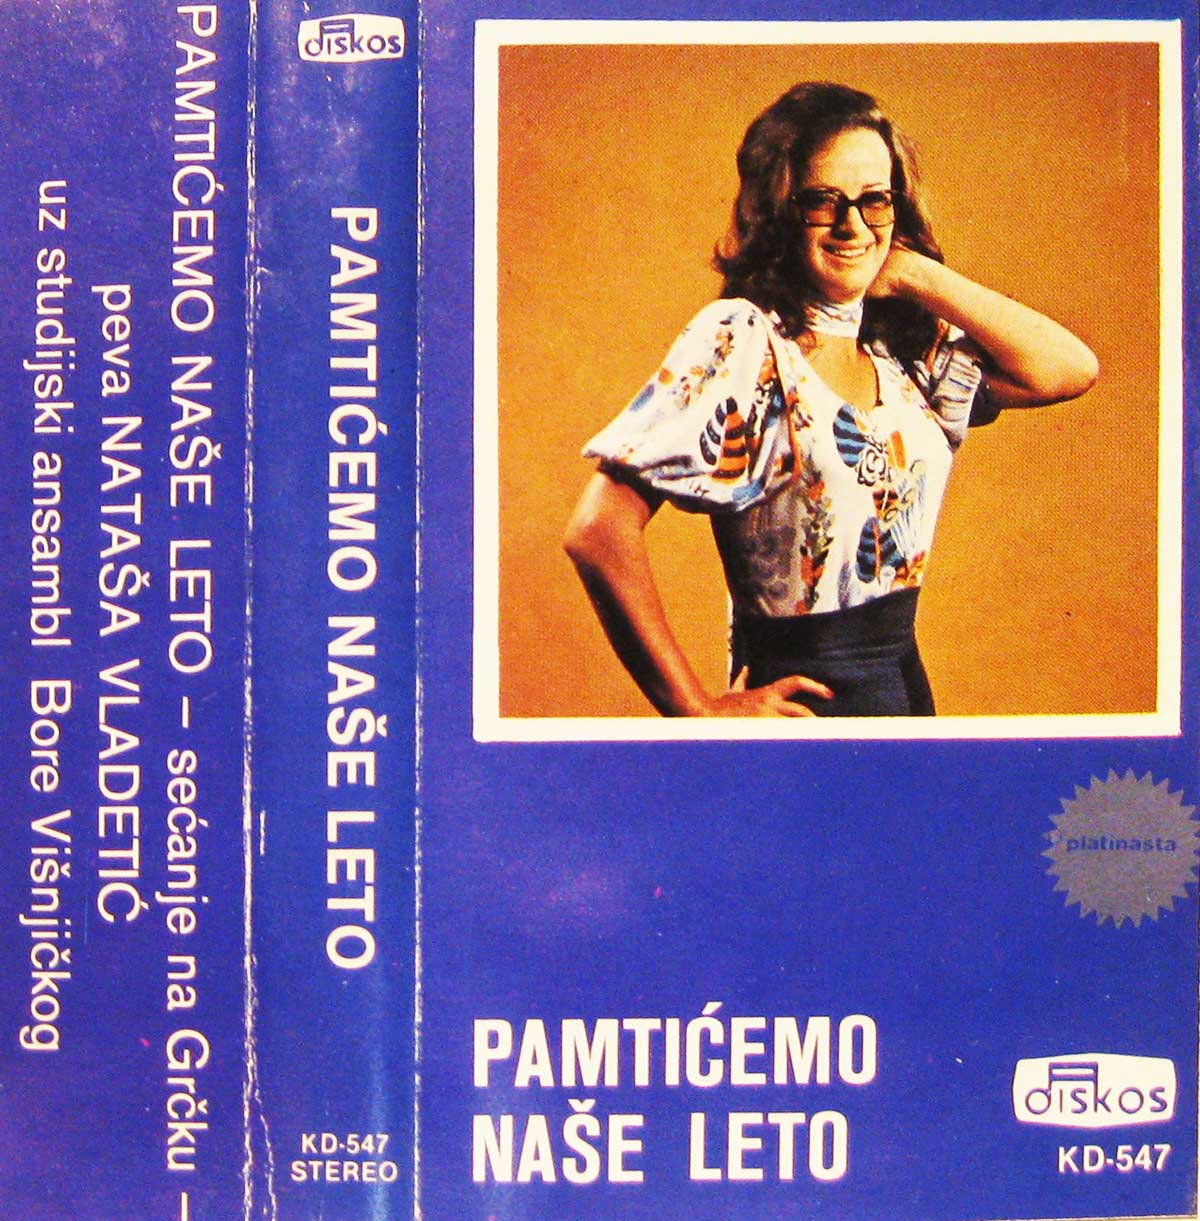 PAMTIĆEMO NAŠE LETO – sećanje na Grčku –
peva NATAŠA VLADETIĆ
uz studijski ansambl Bore Višnjičkog
diskos
PAMTIĆEMO NAŠE LETO
KD-547
STEREO
platinasta
PAMTIĆEMO
NAŠE LETO
diskos
KD-547